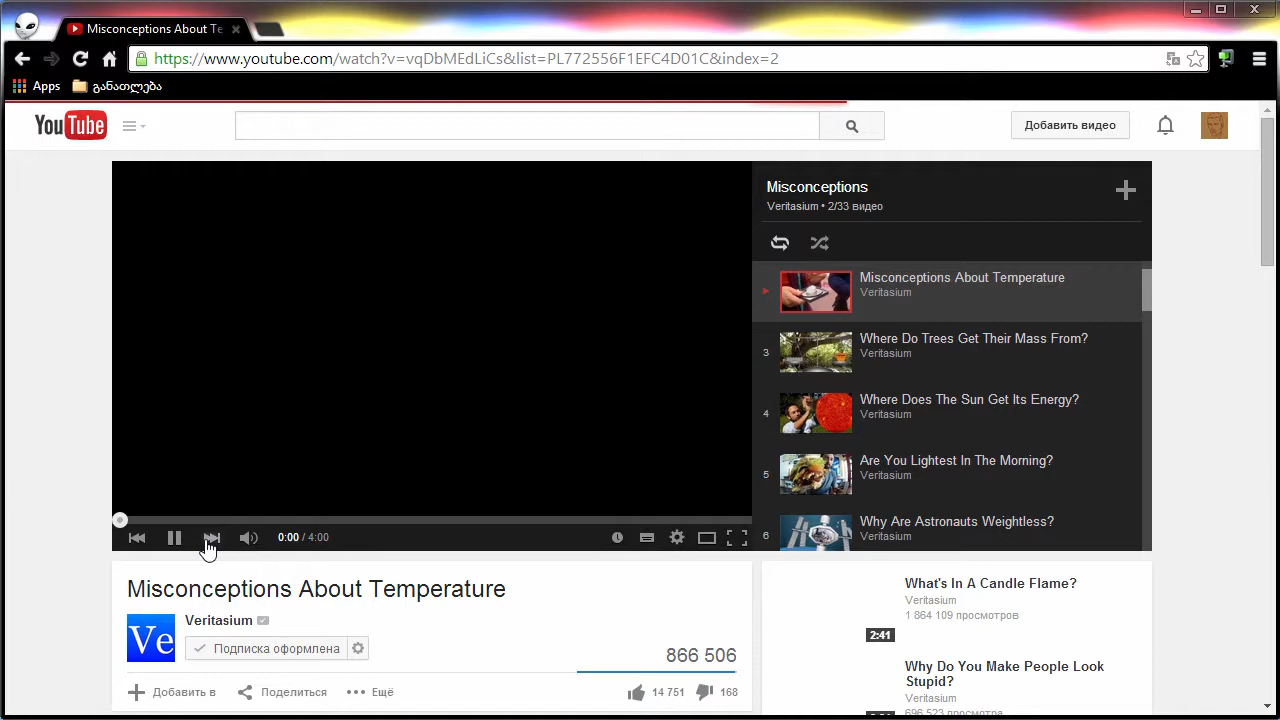 Misconceptions About Te
https://www.youtube.com/watch?v=vqDbMEdLiCs&list=PL772556F1EFC4D01C&index=2
Apps
განათლება
YouTube
Добавить видео
Misconceptions
Veritasium • 2/33 видео
Misconceptions About Temperature
Veritasium
3
Where Do Trees Get Their Mass From?
Veritasium
4
Where Does The Sun Get Its Energy?
Veritasium
5
Are You Lightest In The Morning?
Veritasium
6
Why Are Astronauts Weightless?
Veritasium
0:00 / 4:00
Misconceptions About Temperature
Ve
Veritasium
Подписка оформлена
866 506
Добавить в
Поделиться
Ещё
14 751
168
What's In A Candle Flame?
Veritasium
1 864 109 просмотров
2:41
Why Do You Make People Look
Stupid?
Veritasium
696 523 просмотра